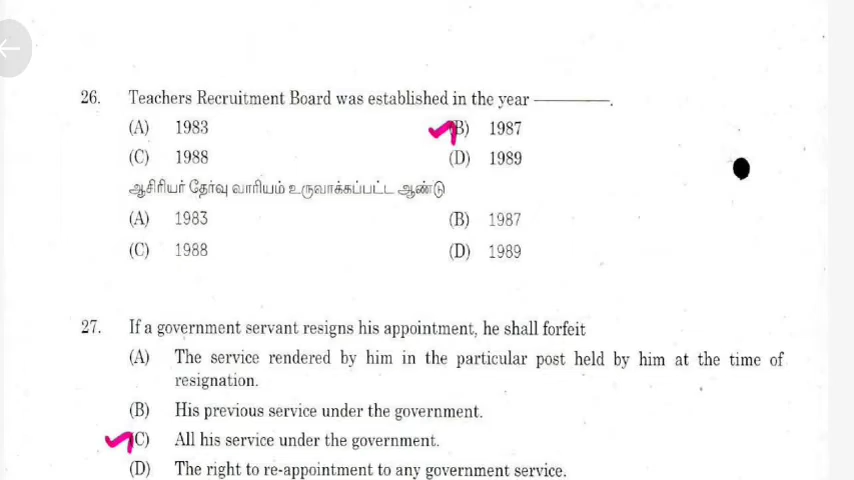 26. Teachers Recruitment Board was established in the year ————.
(A) 1983 (B) 1987
(C) 1988 (D) 1989
ஆசிரியர் தேர்வு வாரியம் உருவாக்கப்பட்ட ஆண்டு
(A) 1983 (B) 1987
(C) 1988 (D) 1989
27. If a government servant resigns his appointment, he shall forfeit
(A) The service rendered by him in the particular post held by him at the time of
resignation.
(B) His previous service under the government.
(C) All his service under the government.
(D) The right to re-appointment to any government service.